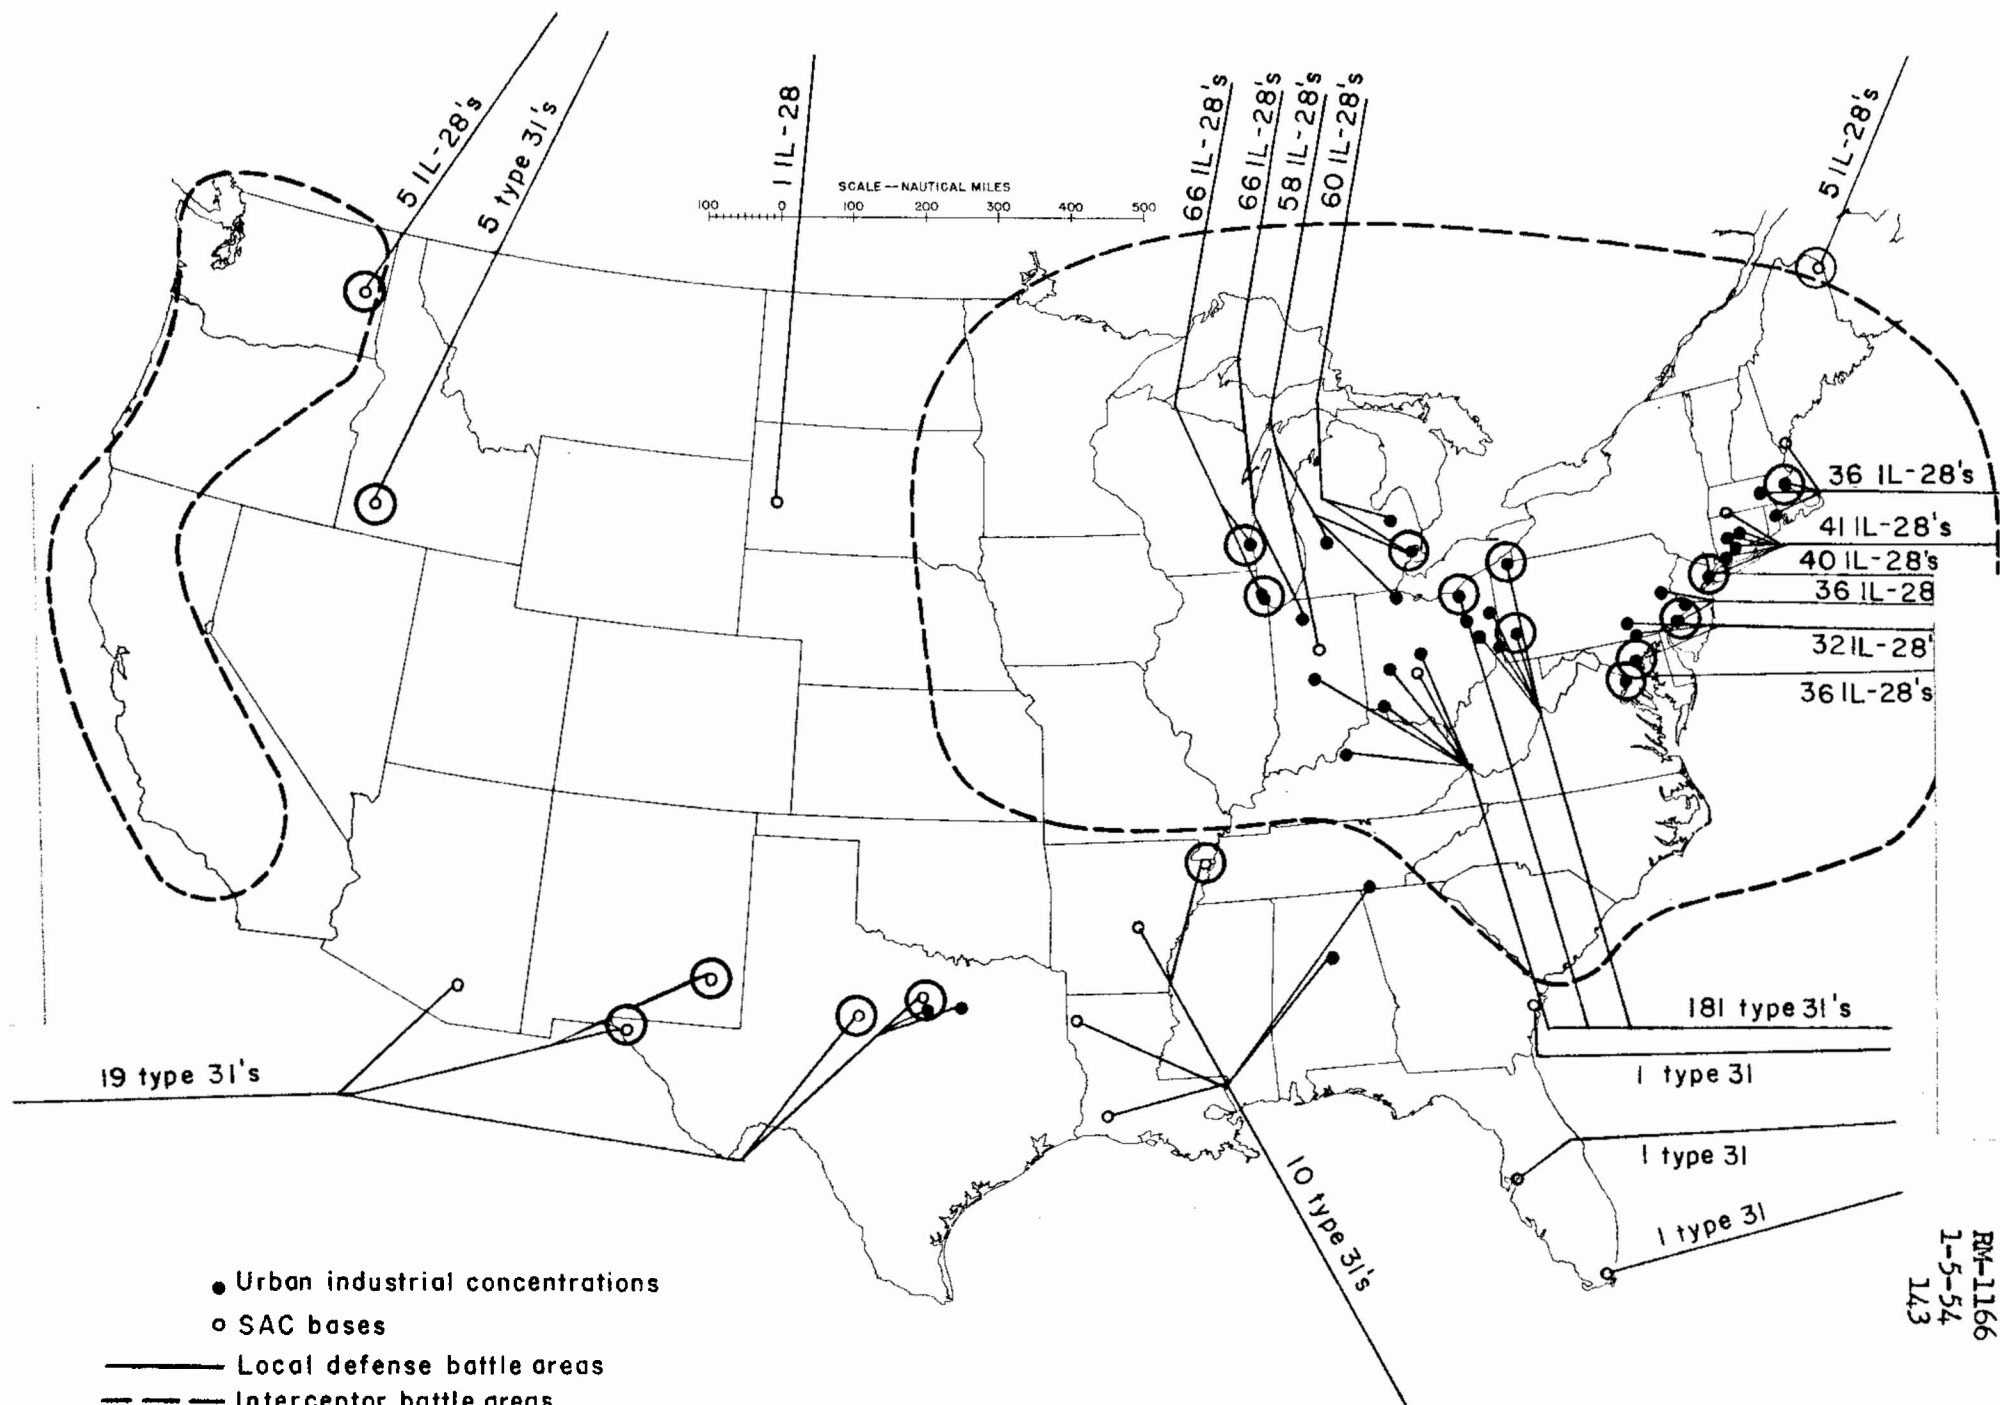 5 IL-28's
5 type 31's
1 IL-28
SCALE--NAUTICAL MILES
100 0 100 200 300 400 500
66 IL-28's
66 IL-28's
58 IL-28's
60 IL-28's
5 IL-28's
36 IL-28's
41 IL-28's
40 IL-28's
36 IL-28
32 IL-28'
36 IL-28's
181 type 31's
1 type 31
1 type 31
1 type 31
10 type 31's
19 type 31's
Urban industrial concentrations
SAC bases
Local defense battle areas
Interceptor battle areas
RM-1166
1-5-54
143